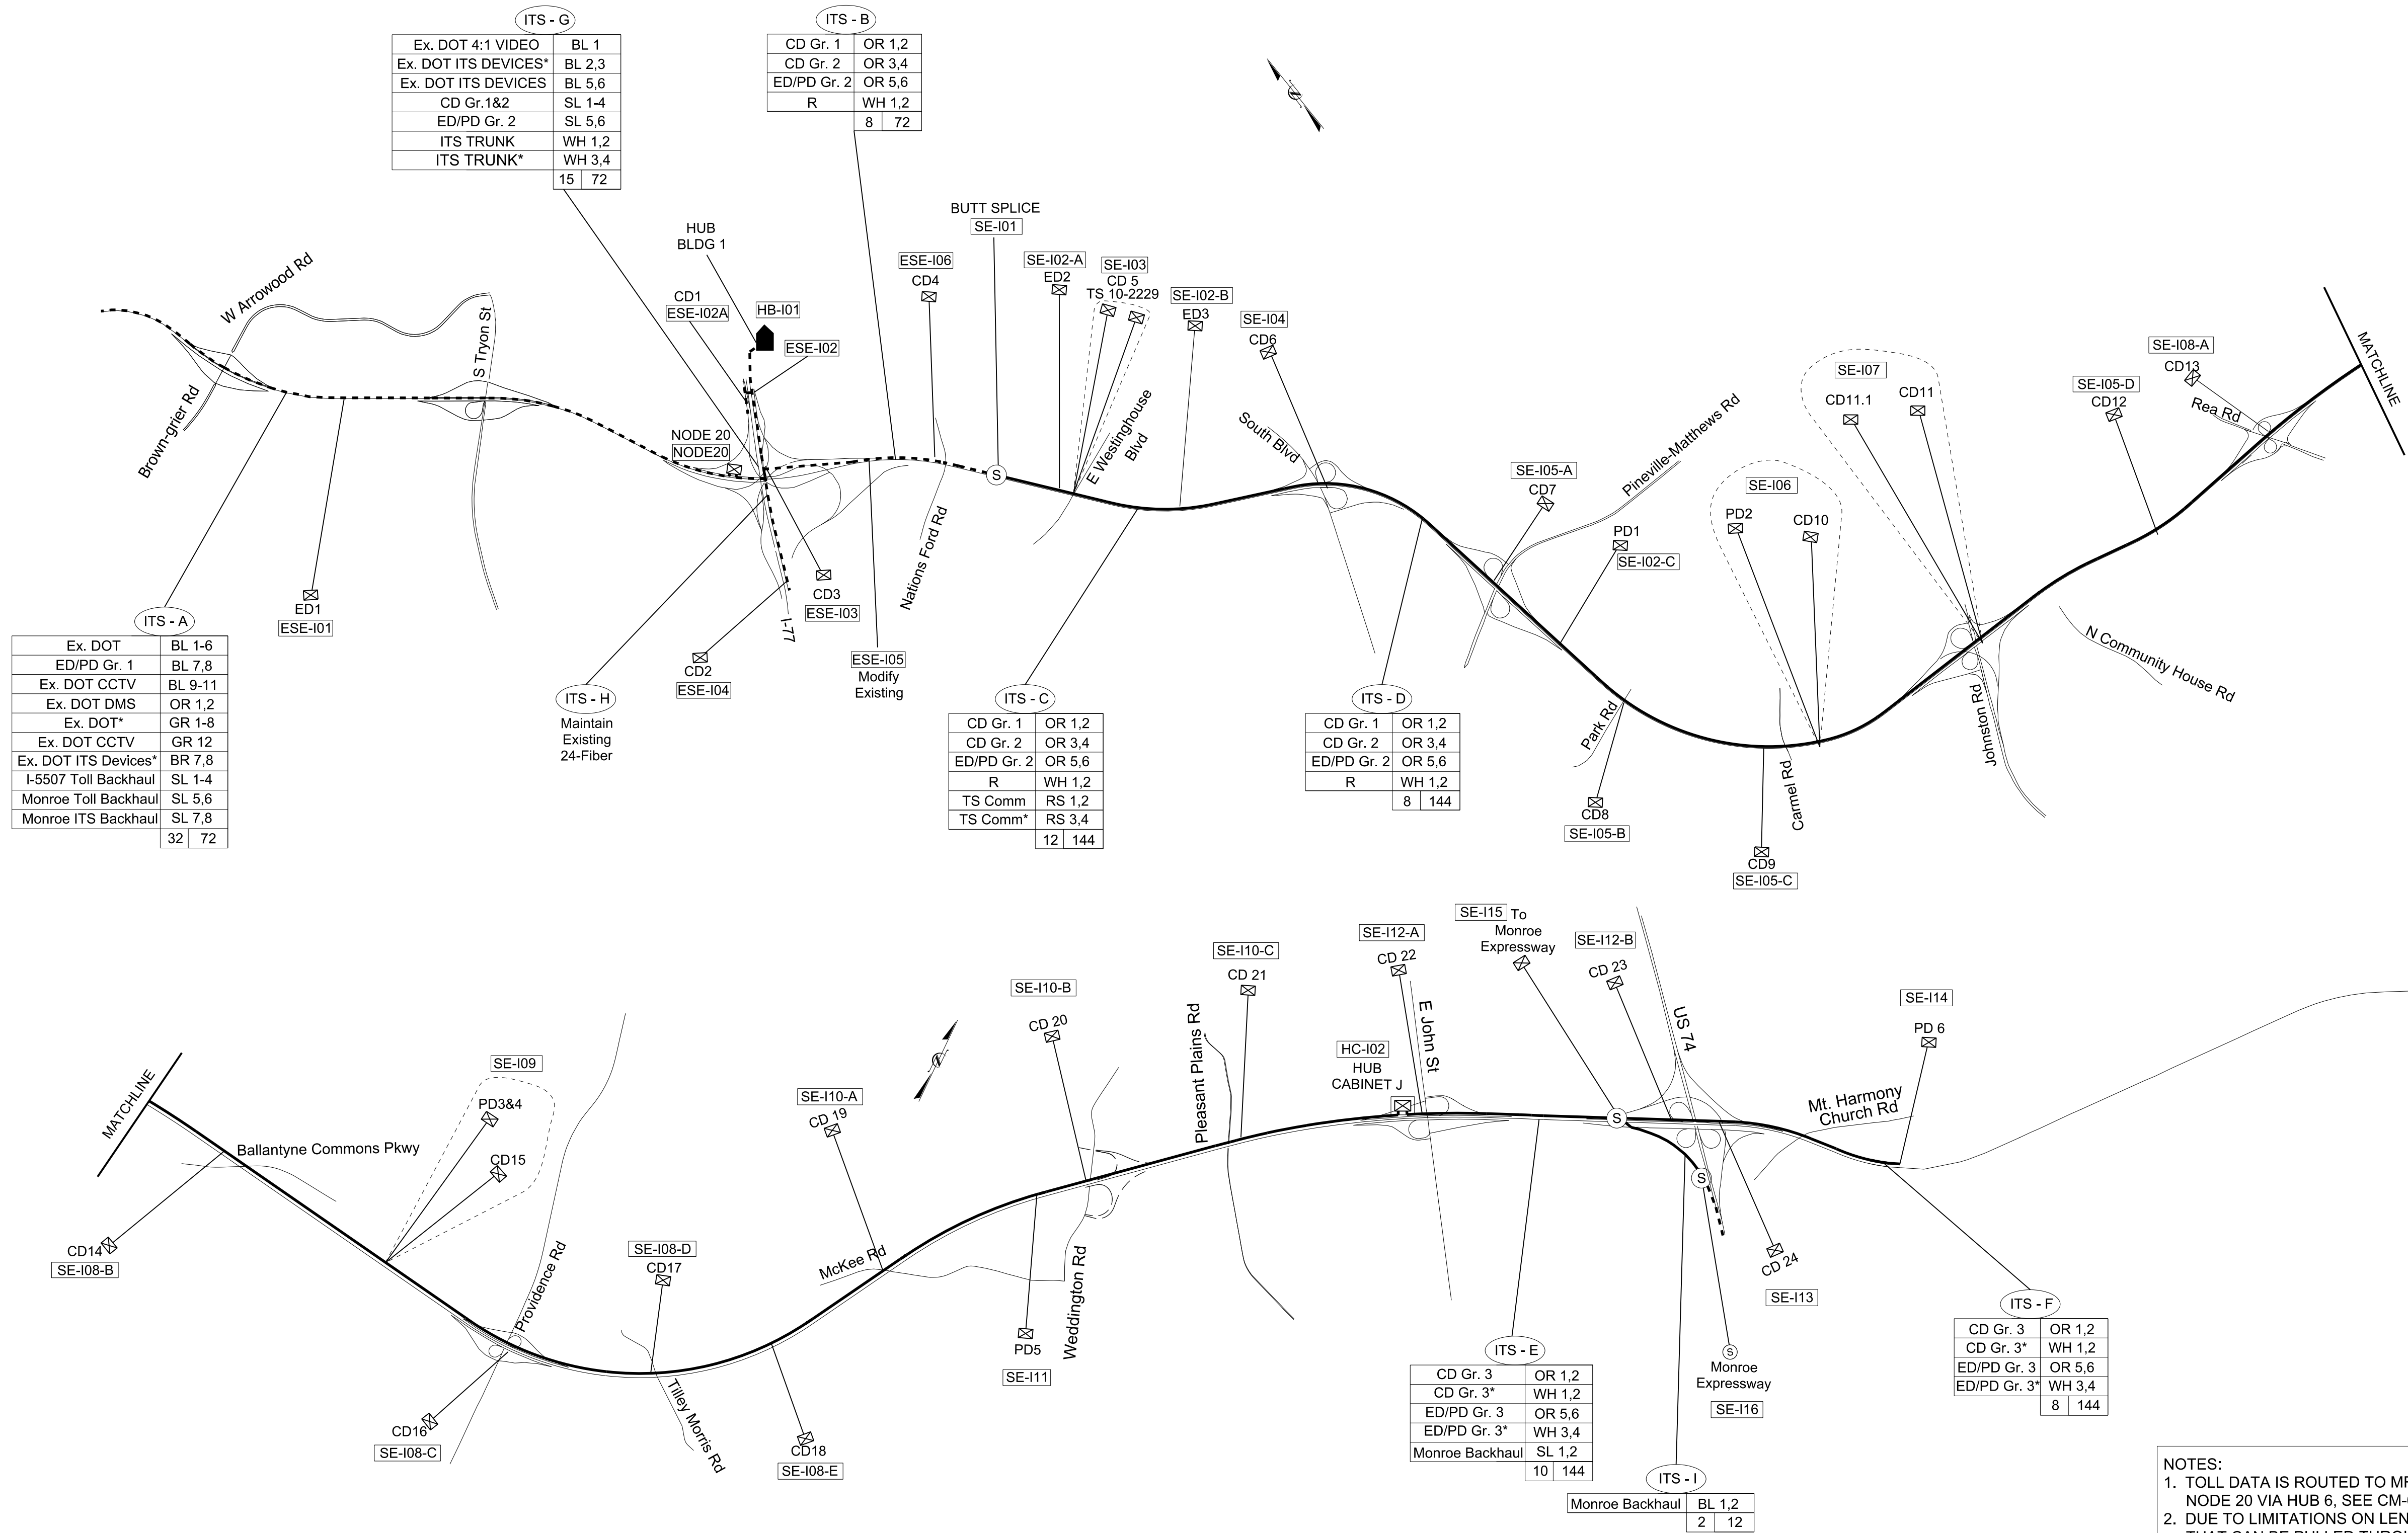 ITS - G
Ex. DOT 4:1 VIDEO BL 1
Ex. DOT ITS DEVICES* BL 2,3
Ex. DOT ITS DEVICES BL 5,6
CD Gr.1&2 SL 1-4
ED/PD Gr. 2 SL 5,6
ITS TRUNK WH 1,2
ITS TRUNK* WH 3,4
15 72
ITS - B
CD Gr. 1 OR 1,2
CD Gr. 2 OR 3,4
ED/PD Gr. 2 OR 5,6
R WH 1,2
8 72
N
W Arrowood Rd
Brown-grier Rd
S Tryon St
HUB
BLDG 1
CD1
ESE-I02A
HB-I01
ESE-I02
NODE 20
NODE20
ESE-I06
CD4
BUTT SPLICE
SE-I01
S
SE-I02-A
ED2
SE-I03
CD 5
TS 10-2229
SE-I02-B
ED3
SE-I04
CD6
E Westinghouse
Blvd
South Blvd
SE-I05-A
CD7
Pineville-Matthews Rd
PD1
SE-I02-C
SE-I06
PD2
CD10
SE-I07
CD11.1
CD11
SE-I05-D
CD12
SE-I08-A
CD13
Rea Rd
MATCHLINE
ED1
ESE-I01
ITS - A
Ex. DOT BL 1-6
ED/PD Gr. 1 BL 7,8
Ex. DOT CCTV BL 9-11
Ex. DOT DMS OR 1,2
Ex. DOT* GR 1-8
Ex. DOT CCTV GR 12
Ex. DOT ITS Devices* BR 7,8
I-5507 Toll Backhaul SL 1-4
Monroe Toll Backhaul SL 5,6
Monroe ITS Backhaul SL 7,8
32 72
ITS - H
Maintain
Existing
24-Fiber
CD2
ESE-I04
I-77
CD3
ESE-I03
ESE-I05
Modify
Existing
Nations Ford Rd
ITS - C
CD Gr. 1 OR 1,2
CD Gr. 2 OR 3,4
ED/PD Gr. 2 OR 5,6
R WH 1,2
TS Comm RS 1,2
TS Comm* RS 3,4
12 144
ITS - D
CD Gr. 1 OR 1,2
CD Gr. 2 OR 3,4
ED/PD Gr. 2 OR 5,6
R WH 1,2
8 144
Park Rd
CD8
SE-I05-B
CD9
SE-I05-C
Carmel Rd
Johnston Rd
N Community House Rd
MATCHLINE
Ballantyne Commons Pkwy
CD14
SE-I08-B
SE-I09
PD3&4
CD15
Providence Rd
CD16
SE-I08-C
SE-I08-D
CD17
Tilley Morris Rd
SE-I10-A
CD 19
McKee Rd
CD18
SE-I08-E
N
SE-I10-B
CD 20
PD5
SE-I11
Weddington Rd
Pleasant Plains Rd
SE-I10-C
CD 21
SE-I12-A
CD 22
HC-I02
HUB
CABINET J
E John St
SE-I15 To
Monroe
Expressway
SE-I12-B
CD 23
US 74
S
S
SE-I14
PD 6
Mt. Harmony
Church Rd
CD 24
SE-I13
S
Monroe
Expressway
SE-I16
ITS - E
CD Gr. 3 OR 1,2
CD Gr. 3* WH 1,2
ED/PD Gr. 3 OR 5,6
ED/PD Gr. 3* WH 3,4
Monroe Backhaul SL 1,2
10 144
ITS - I
Monroe Backhaul BL 1,2
2 12
ITS - F
CD Gr. 3 OR 1,2
CD Gr. 3* WH 1,2
ED/PD Gr. 3 OR 5,6
ED/PD Gr. 3* WH 3,4
8 144
NOTES:
1. TOLL DATA IS ROUTED TO
NODE 20 VIA HUB 6, SEE
2. DUE TO LIMITATIONS ON